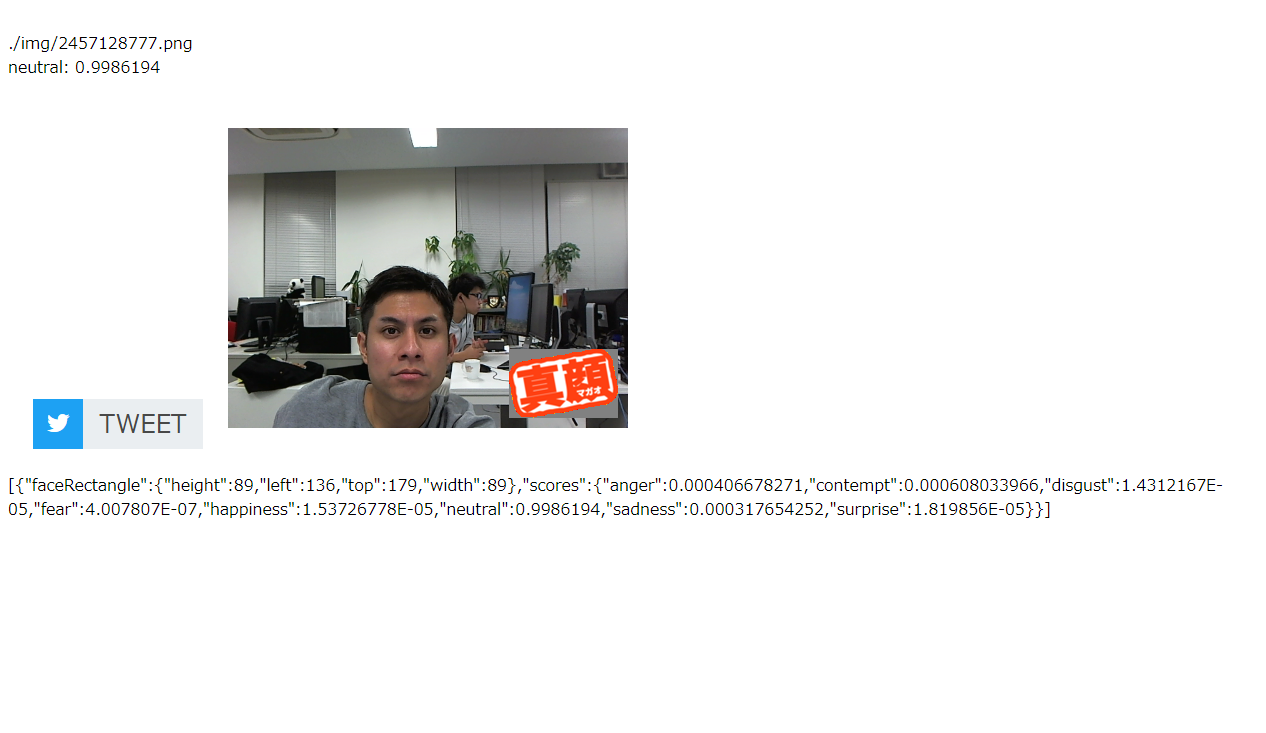 ./img/2457128777.png
neutral: 0.9986194
真顔
マガオ
TWEET
[{"faceRectangle":{"height":89,"left":136,"top":179,"width":89},"scores":{"anger":0.000406678271,"contempt":0.000608033966,"disgust":1.4312167E-
05,"fear":4.007807E-07,"happiness":1.53726778E-05,"neutral":0.9986194,"sadness":0.000317654252,"surprise":1.819856E-05}}]